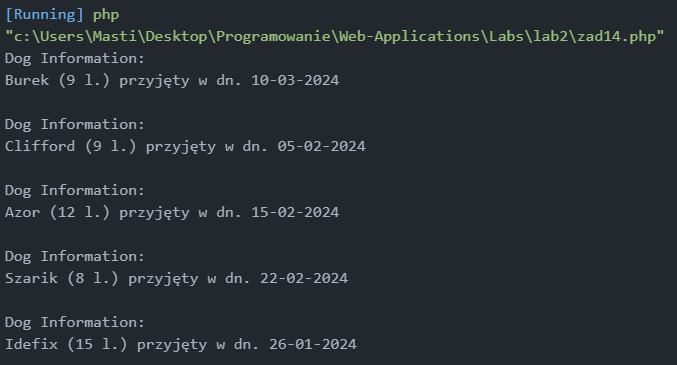 [Running] php
"c:\Users\Masti\Desktop\Programowanie\Web-Applications\Labs\lab2\zad14.php"
Dog Information:
Burek (9 l.) przyjęty w dn. 10-03-2024
Dog Information:
Clifford (9 l.) przyjęty w dn. 05-02-2024
Dog Information:
Azor (12 l.) przyjęty w dn. 15-02-2024
Dog Information:
Szarik (8 l.) przyjęty w dn. 22-02-2024
Dog Information:
Idefix (15 l.) przyjęty w dn. 26-01-2024